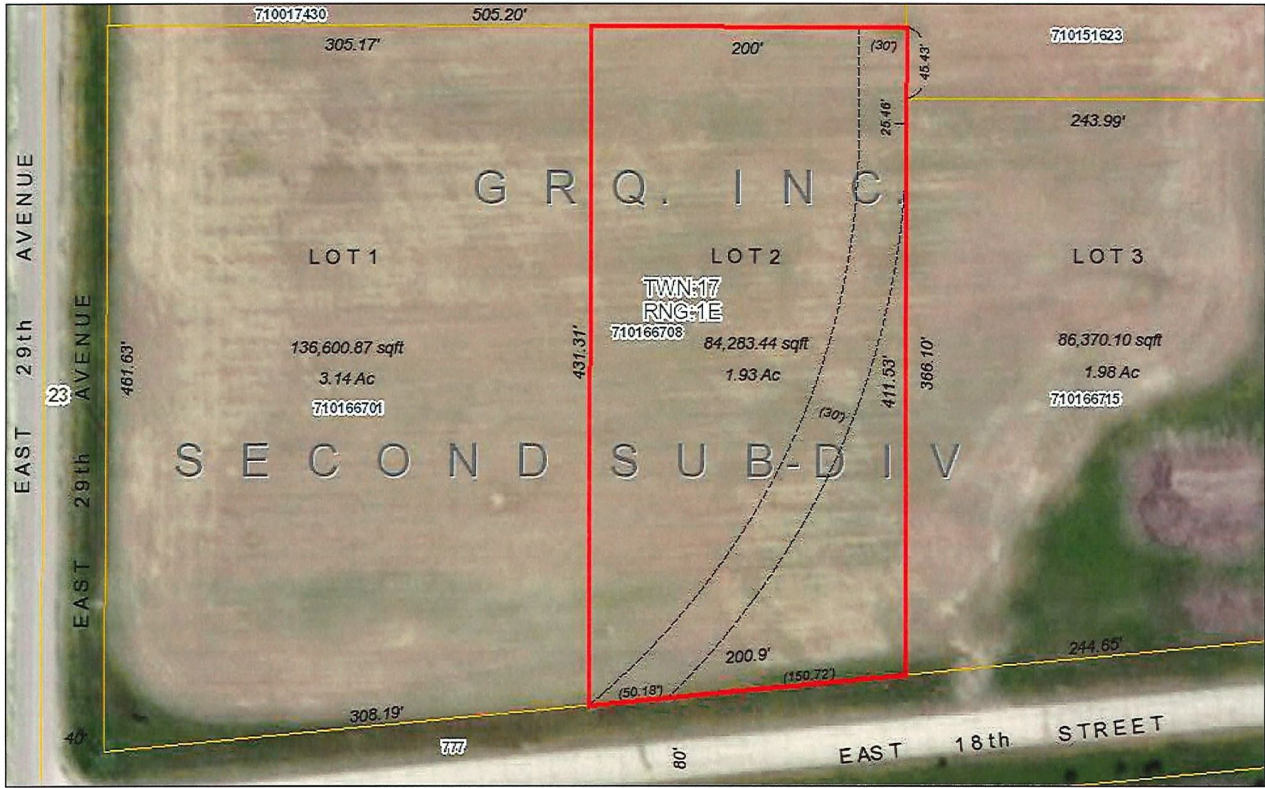 710017430
505.20'
305.17'
200'
(30')
45.43'
710151623
25.46'
243.99'
GRQ. INC.
LOT 1
LOT 2
LOT 3
TWN:17
RNG:1E
710166708
136,600.87 sqft
84,283.44 sqft
86,370.10 sqft
3.14 Ac
1.93 Ac
1.98 Ac
710166701
710166715
461.63'
431.31'
411.53'
366.10'
(30')
23
EAST 29th AVENUE
EAST 29th AVENUE
SECOND SUB-DIV
200.9'
(50.18')
(150.72')
244.65'
308.19'
40'
777
80'
EAST 18th STREET